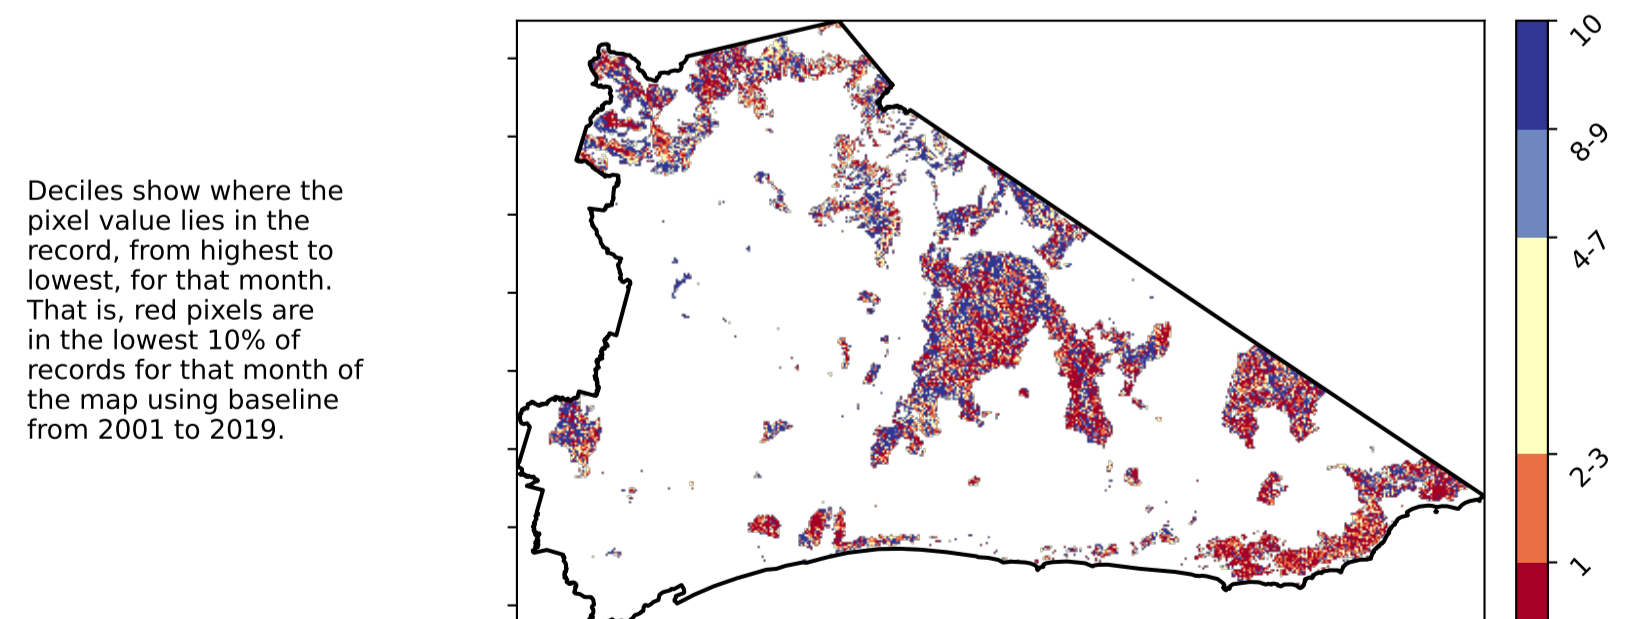 Deciles show where the
pixel value lies in the
record, from highest to
lowest, for that month.
That is, red pixels are
in the lowest 10% of
records for that month of
the map using baseline
from 2001 to 2019.
10
8-9
4-7
2-3
1